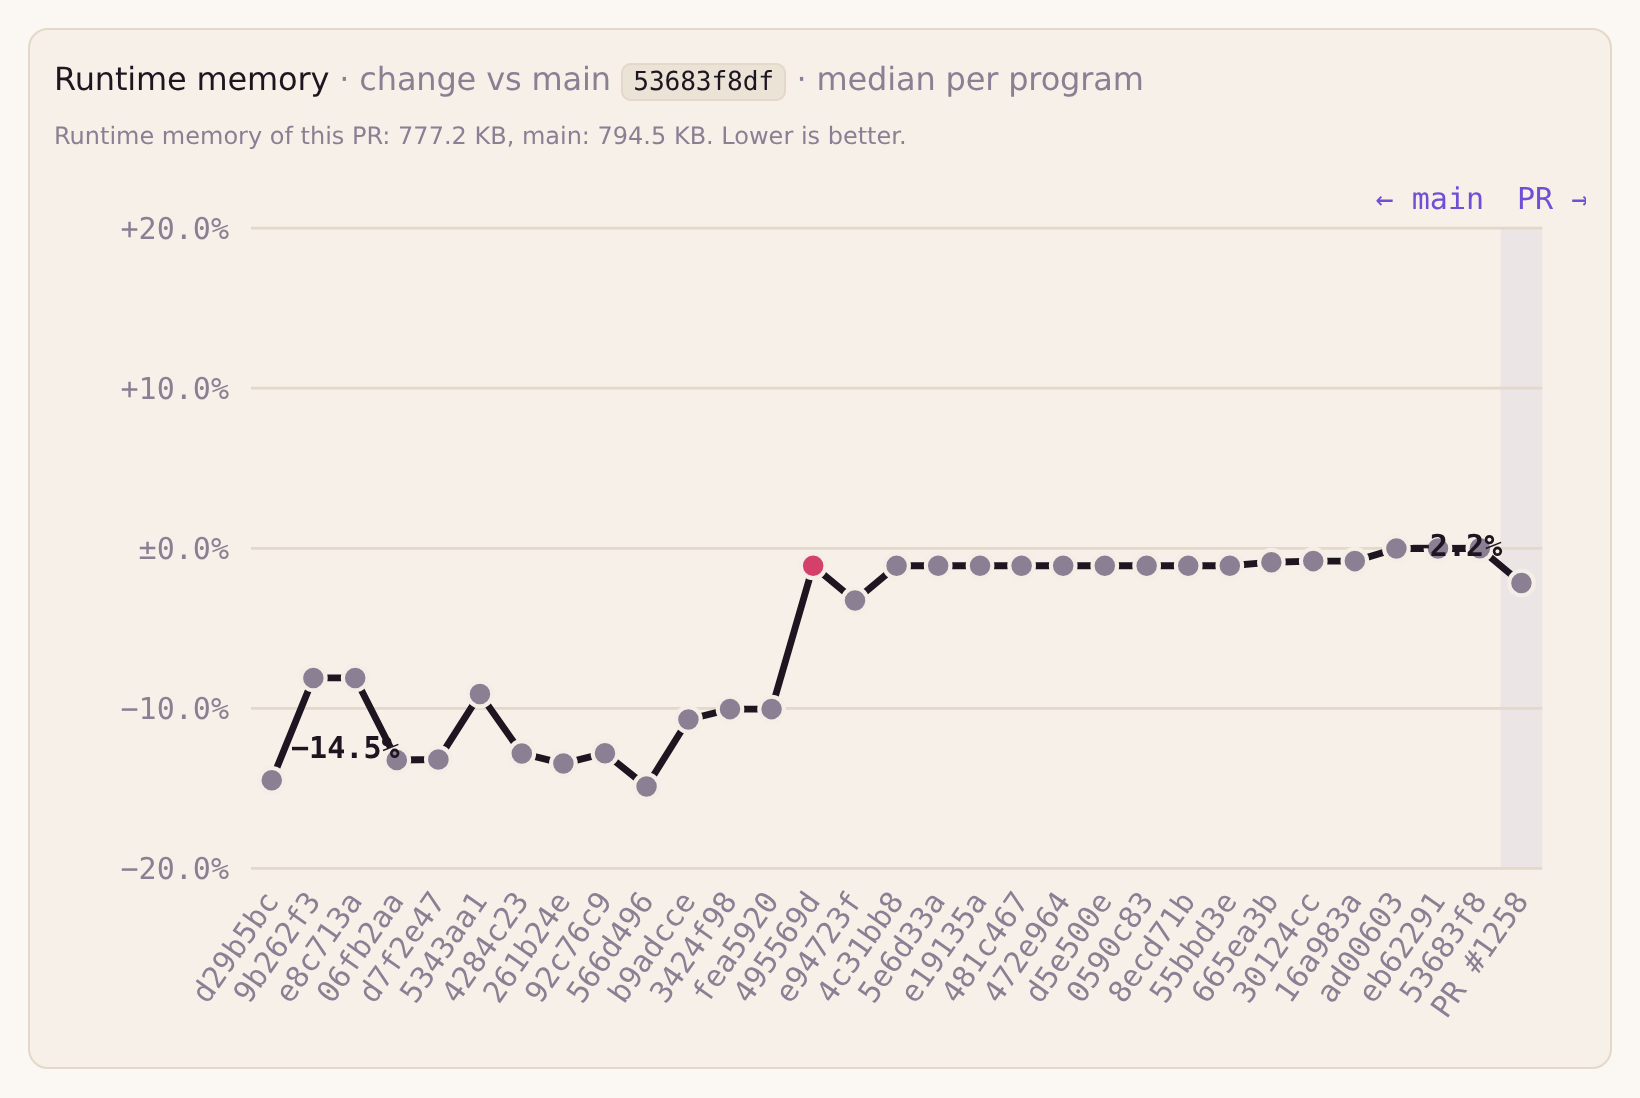 Runtime memory · change vs main 53683f8df · median per program
Runtime memory of this PR: 777.2 KB, main: 794.5 KB. Lower is better.
← main PR →
+20.0%
+10.0%
±0.0%
−2.2%
−10.0%
−14.5%
−20.0%
d29b5bc
9b262f3
e8c713a
06fb2aa
d7f2e47
5343aa1
4284c23
261b24e
92c76c9
566d496
b9adcce
3424f98
fea5920
495569d
e94723f
4c31bb8
5e6d33a
e19135a
481c467
472e964
d5e500e
0590c83
8ecd71b
55bbd3e
665ea3b
30124cc
16a983a
ad00603
eb62291
53683f8
PR #1258